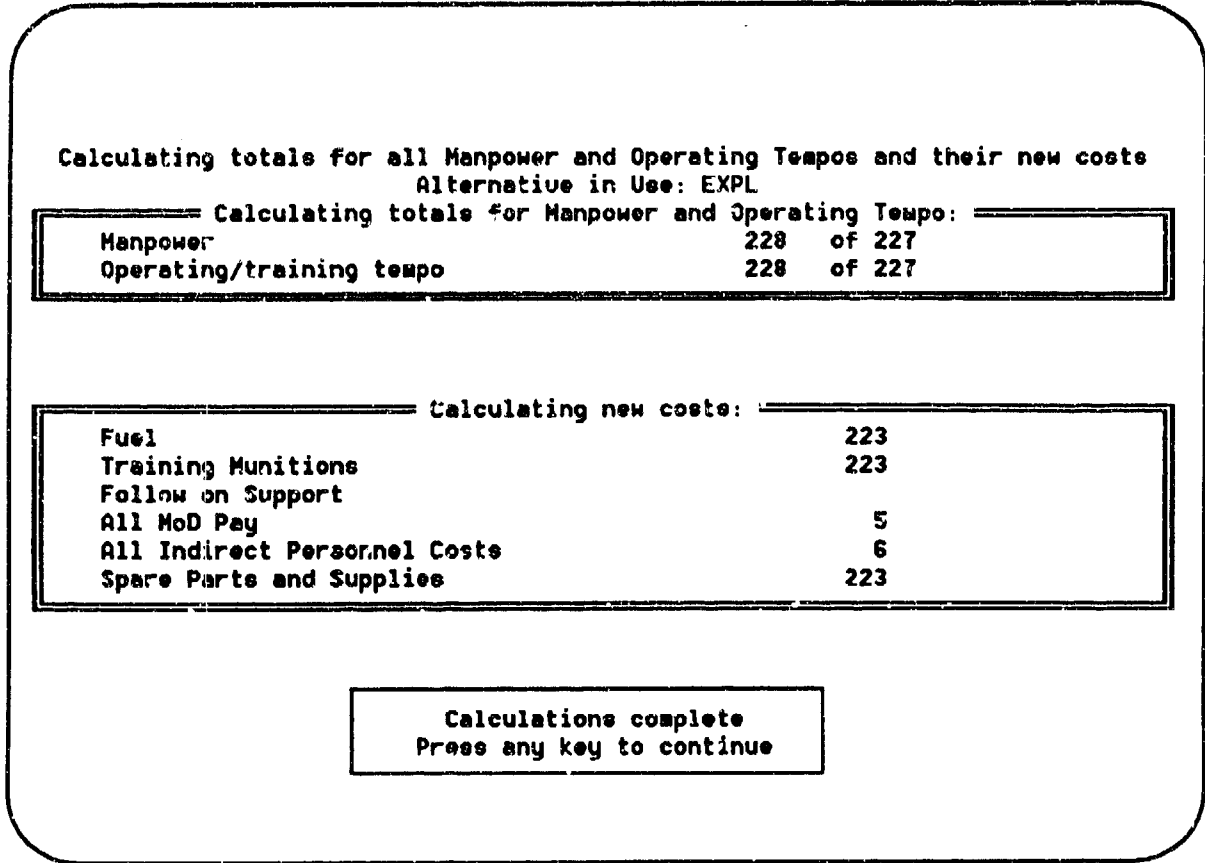 Calculating totals for all Manpower and Operating Tempos and their new costs
Alternative in Use: EXPL
Calculating totals for Manpower and Operating Tempo:
Manpower 228 of 227
Operating/training tempo 228 of 227
Calculating new costs:
Fuel 223
Training Munitions 223
Follow on Support
All MoD Pay 5
All Indirect Personnel Costs 6
Spare Parts and Supplies 223
Calculations complete
Press any key to continue